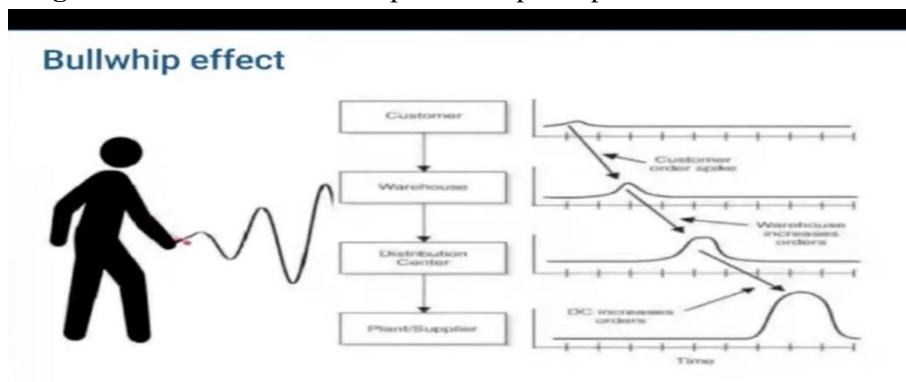 Bullwhip effect
Customer
Warehouse
Distribution
Center
Plant/Supplier
Customer
order spike
Warehouse
increases
orders
DC increases
orders
Time